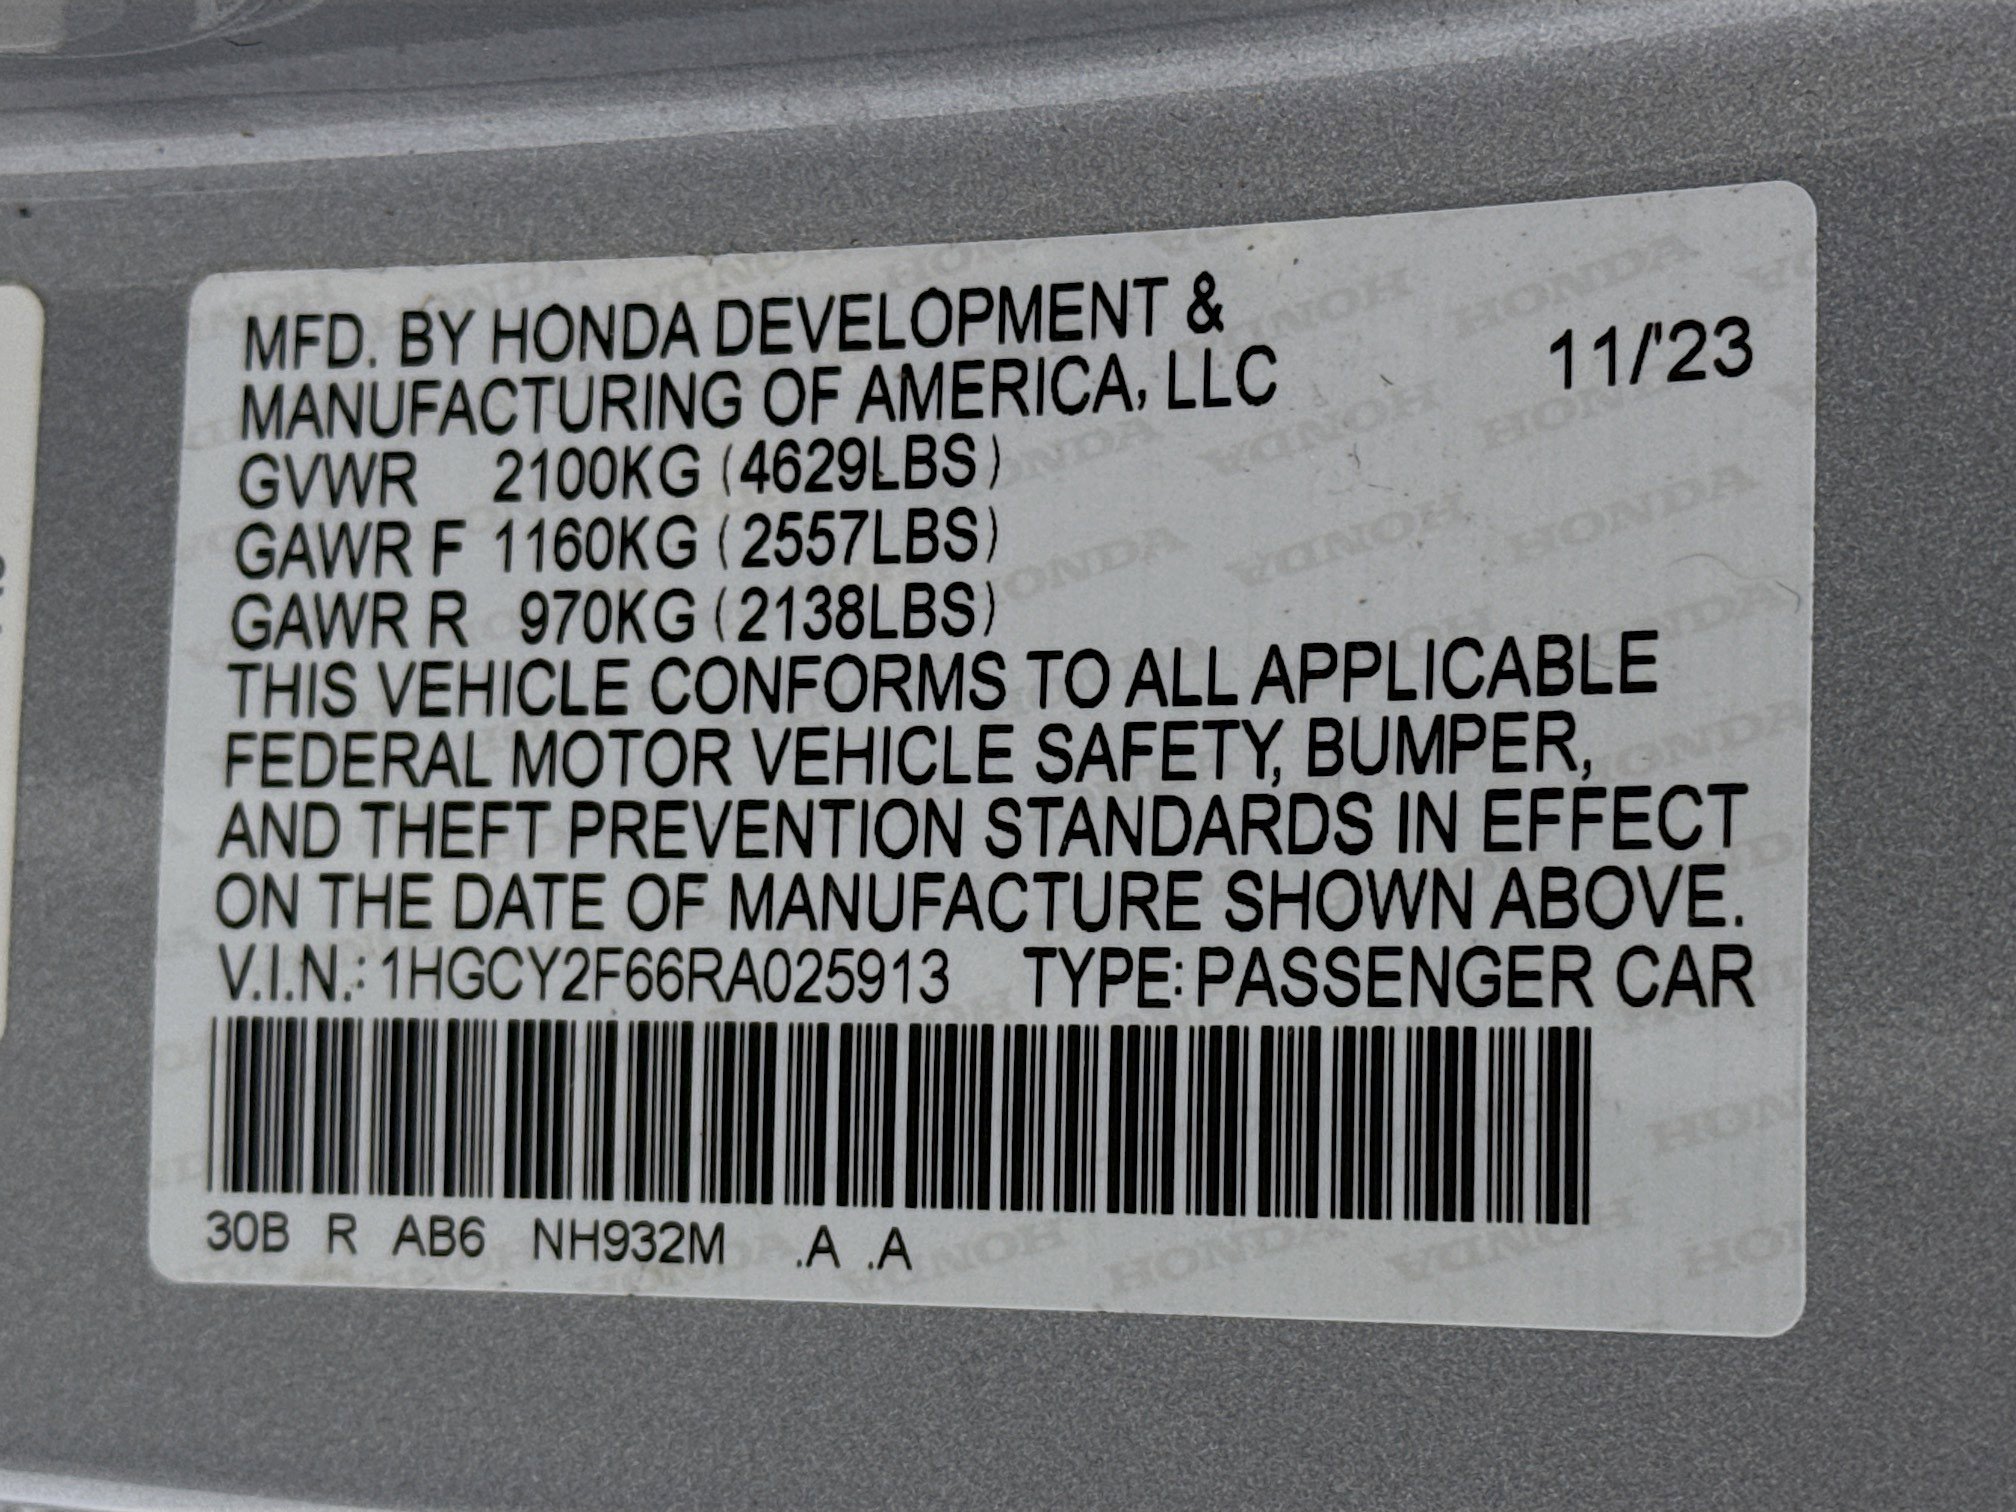 MFD. BY HONDA DEVELOPMENT &
MANUFACTURING OF AMERICA, LLC 11/'23
GVWR 2100KG (4629LBS)
GAWR F 1160KG (2557LBS)
GAWR R 970KG (2138LBS)
THIS VEHICLE CONFORMS TO ALL APPLICABLE
FEDERAL MOTOR VEHICLE SAFETY, BUMPER,
AND THEFT PREVENTION STANDARDS IN EFFECT
ON THE DATE OF MANUFACTURE SHOWN ABOVE.
V.I.N.: 1HGCY2F66RA025913 TYPE: PASSENGER CAR
30B R AB6 NH932M .A .A